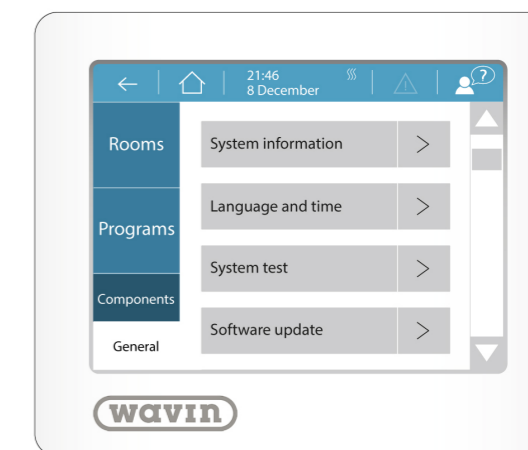 21:46
8 December
?
Rooms
Programs
Components
General
System information
Language and time
System test
Software update
wavin